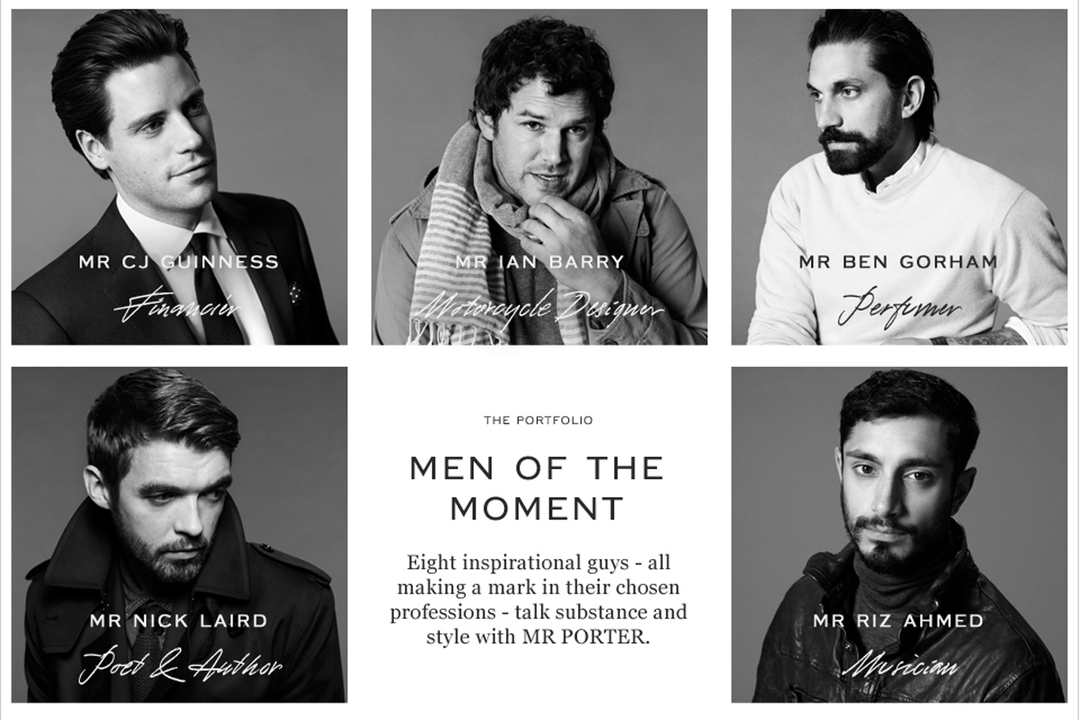 MR CJ GUINNESS
Financier
MR IAN BARRY
Motorcycle Designer
MR BEN GORHAM
Perfumer
MR NICK LAIRD
Poet & Author
THE PORTFOLIO
MEN OF THE
MOMENT
Eight inspirational guys - all
making a mark in their chosen
professions - talk substance and
style with MR PORTER.
MR RIZ AHMED
Musician